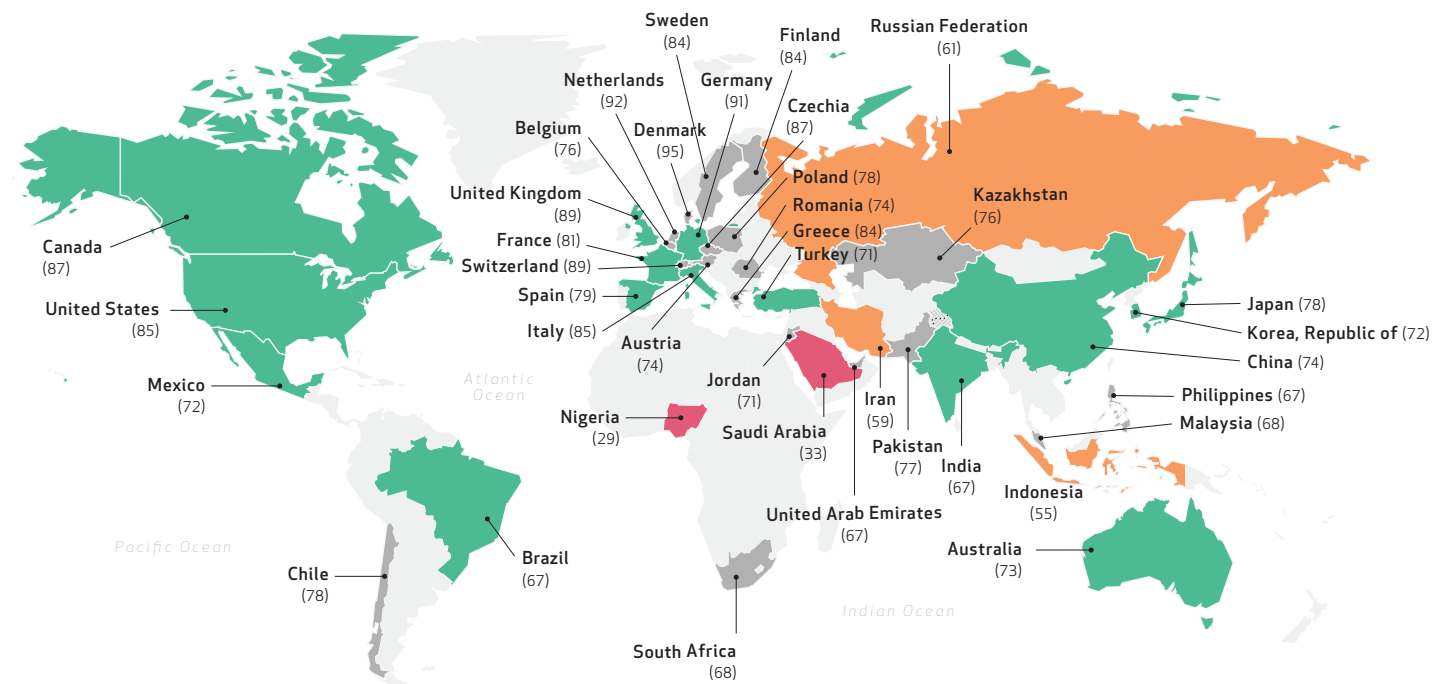 Sweden
(84)
Finland
(84)
Russian Federation
(61)
Netherlands
(92)
Germany
(91)
Czechia
(87)
Belgium
(76)
Denmark
(95)
Poland (78)
Kazakhstan
(76)
United Kingdom
(89)
Romania (74)
Greece (84)
France (81)
Turkey (71)
Canada
(87)
Switzerland (89)
Spain (79)
United States
(85)
Italy (85)
Austria
(74)
Japan (78)
Korea, Republic of (72)
China (74)
Mexico
(72)
Atlantic
Ocean
Jordan
(71)
Nigeria
(29)
Saudi Arabia
(33)
Iran
(59)
Pakistan
(77)
India
(67)
Philippines (67)
Malaysia (68)
Indonesia
(55)
United Arab Emirates
(67)
Pacific Ocean
Brazil
(67)
Chile
(78)
Australia
(73)
Indian Ocean
South Africa
(68)